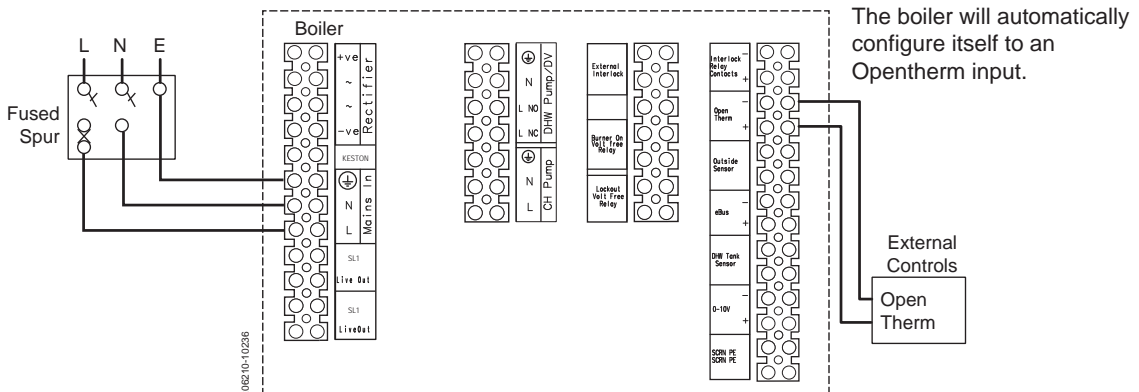 The boiler will automatically
configure itself to an
Opentherm input.
Boiler
L N E
Fused
Spur
+ve
~
~
-ve
Rectifier
KESTON
N
L
Mains In
SL1
Live Out
SL1
LiveOut
N
L NO
L NC
DHW Pump/DV
N
L
CH Pump
External
Interlock
Burner On
Volt free
Relay
Lockout
Volt Free
Relay
Interlock
Relay
Contacts
-
+
Open
Therm
-
+
Outside
Sensor
eBus
-
+
DHW Tank
Sensor
0-10V
-
+
SCRN PE
SCRN PE
External
Controls
Open
Therm
06210-10236